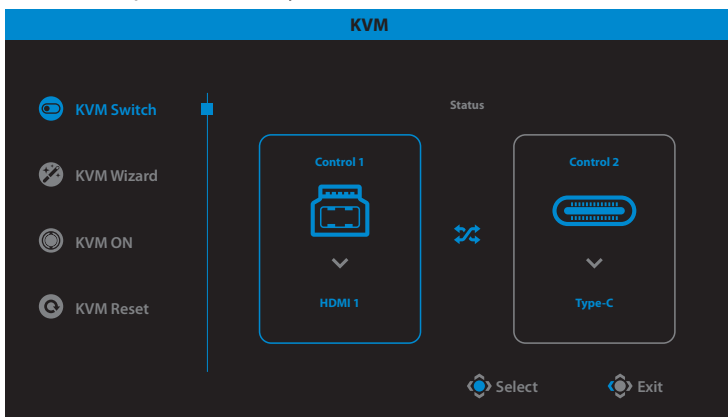 KVM
KVM Switch
KVM Wizard
KVM ON
KVM Reset
Status
Control 1
HDMI 1
Control 2
Type-C
Select
Exit